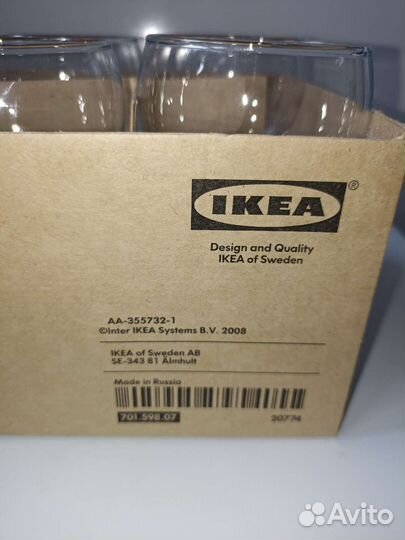 IKEA®
Design and Quality
IKEA of Sweden
AA-355732-1
©Inter IKEA Systems B.V. 2008
IKEA of Sweden AB
SE-343 81 Älmhult
Made in Russia
701.598.07 20774
Avito